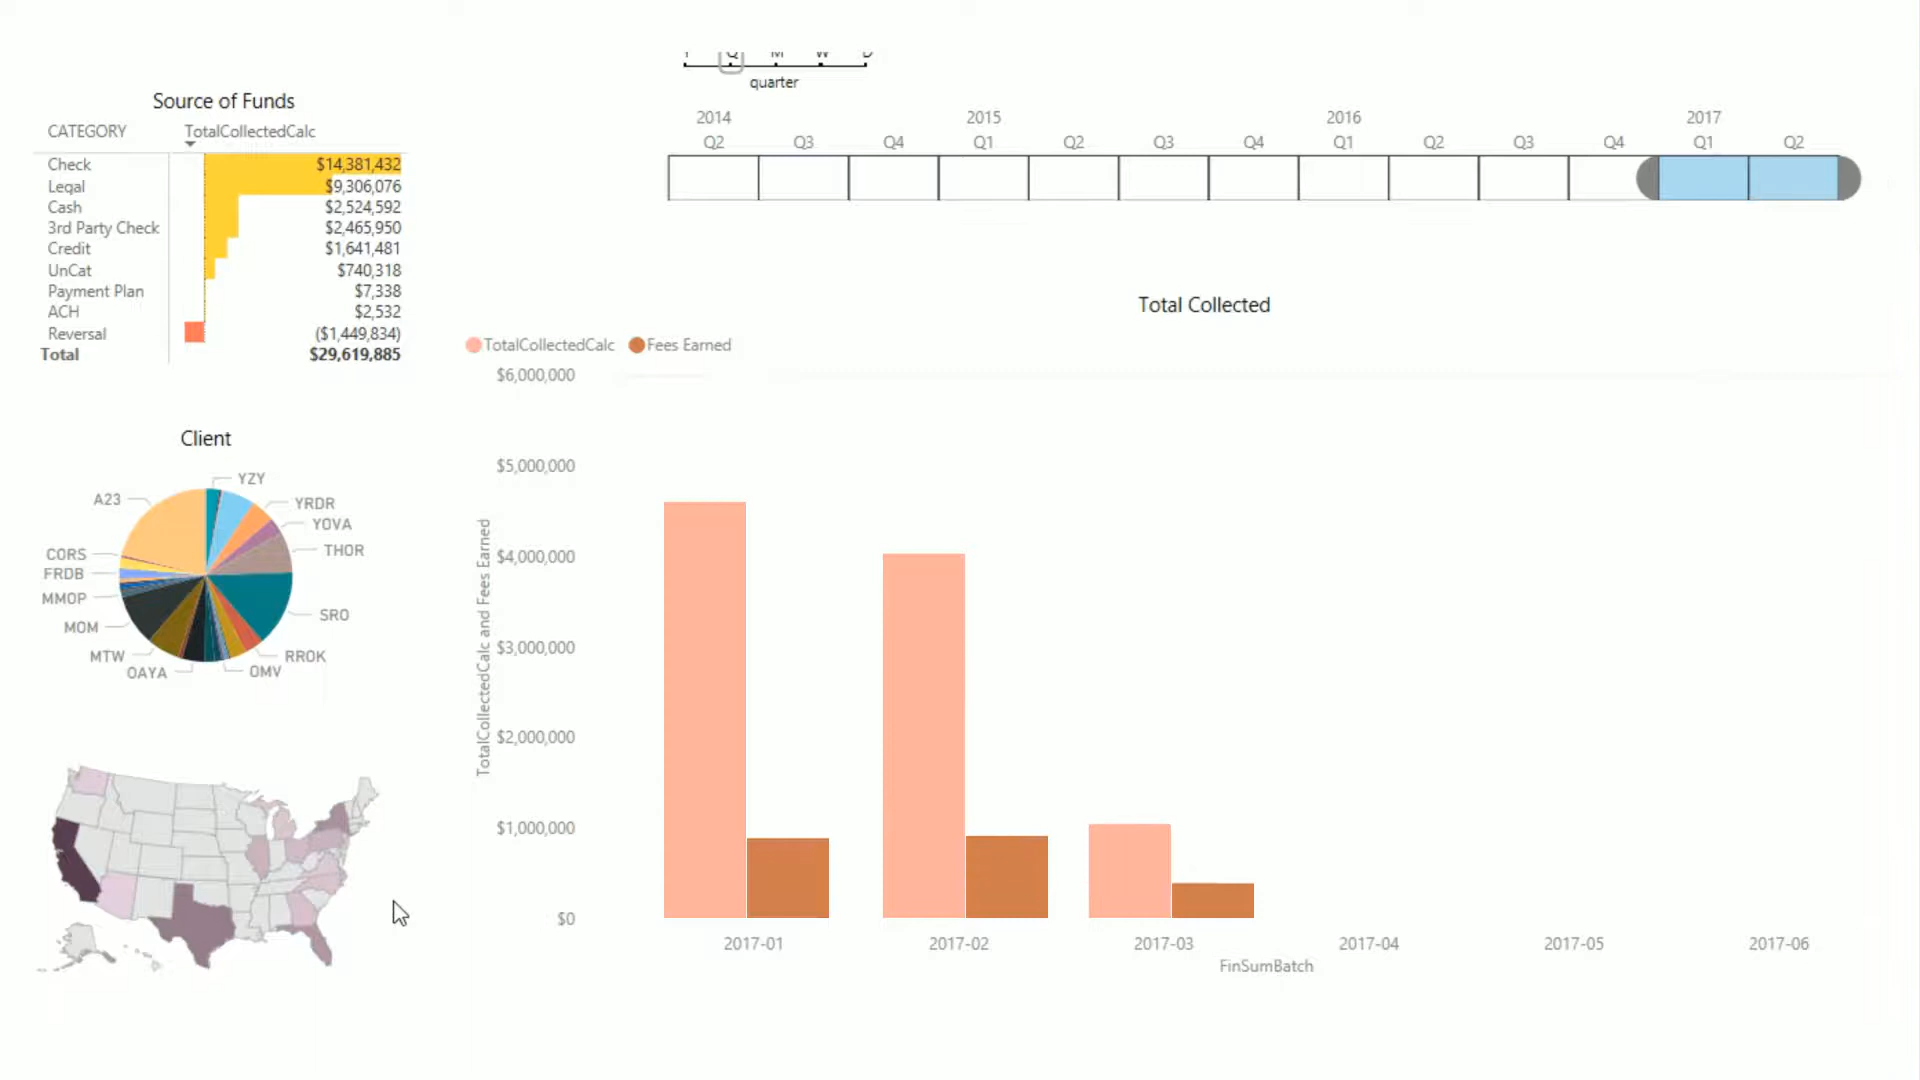 Q M W
quarter
Source of Funds
CATEGORY TotalCollectedCalc
Check $14,381,432
Legal $9,306,076
Cash $2,524,592
3rd Party Check $2,465,950
Credit $1,641,481
UnCat $740,318
Payment Plan $7,338
ACH $2,532
Reversal ($1,449,834)
Total $29,619,885
2014 2015 2016 2017
Q2 Q3 Q4 Q1 Q2 Q3 Q4 Q1 Q2 Q3 Q4 Q1 Q2
Client
YZY
A23
YRDR
YOVA
THOR
CORS
FRDB
MMOP
SRO
MOM
MTW
RROK
OAYA
OMV
Total Collected
TotalCollectedCalc Fees Earned
TotalCollectedCalc and Fees Earned
$6,000,000
$5,000,000
$4,000,000
$3,000,000
$2,000,000
$1,000,000
$0
2017-01 2017-02 2017-03 2017-04 2017-05 2017-06
FinSumBatch